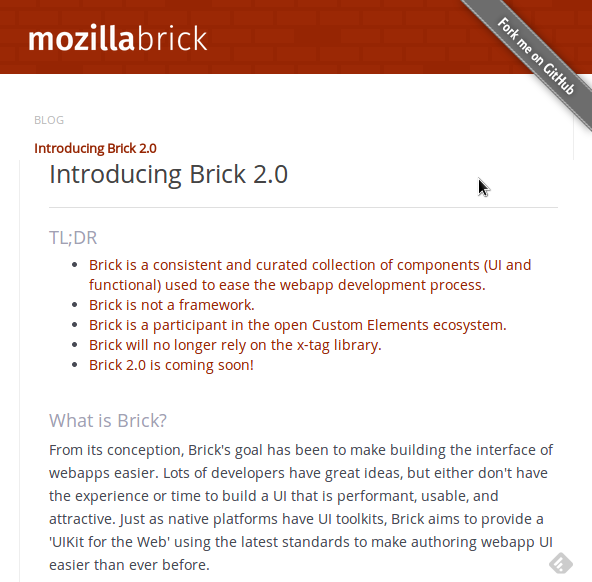 mozillabrick
Fork me on GitHub
BLOG
Introducing Brick 2.0
Introducing Brick 2.0
TL;DR
Brick is a consistent and curated collection of components (UI and
functional) used to ease the webapp development process.
Brick is not a framework.
Brick is a participant in the open Custom Elements ecosystem.
Brick will no longer rely on the x-tag library.
Brick 2.0 is coming soon!
What is Brick?
From its conception, Brick's goal has been to make building the interface of
webapps easier. Lots of developers have great ideas, but either don't have
the experience or time to build a UI that is performant, usable, and
attractive. Just as native platforms have UI toolkits, Brick aims to provide a
'UIKit for the Web' using the latest standards to make authoring webapp UI
easier than ever before.